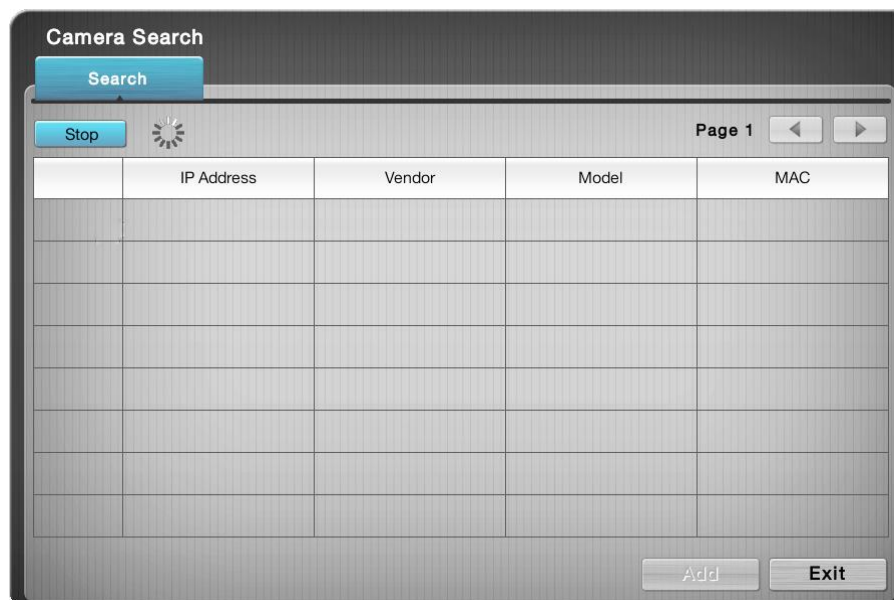 Camera Search
Search
Stop Page 1
IP Address Vendor Model MAC
Add Exit